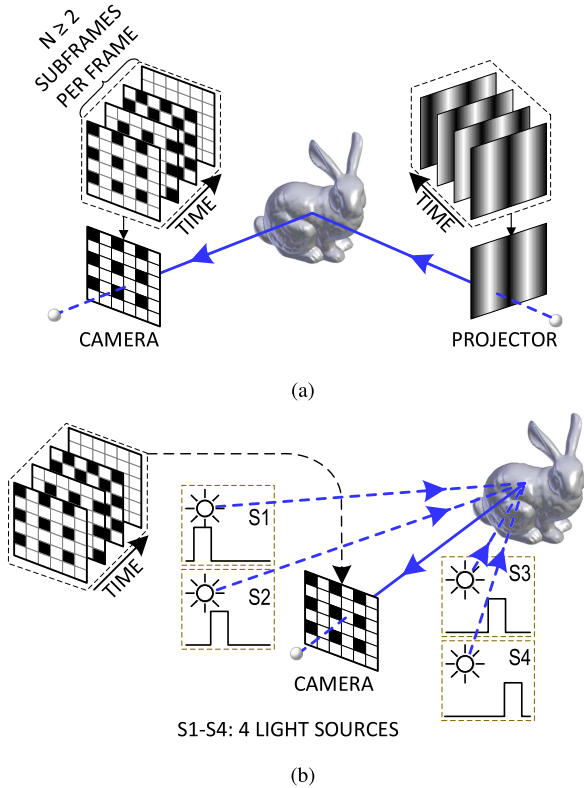 N ≥ 2
SUBFRAMES
PER FRAME
TIME
TIME
CAMERA
PROJECTOR
(a)
TIME
S1
S2
S3
S4
CAMERA
S1-S4: 4 LIGHT SOURCES
(b)